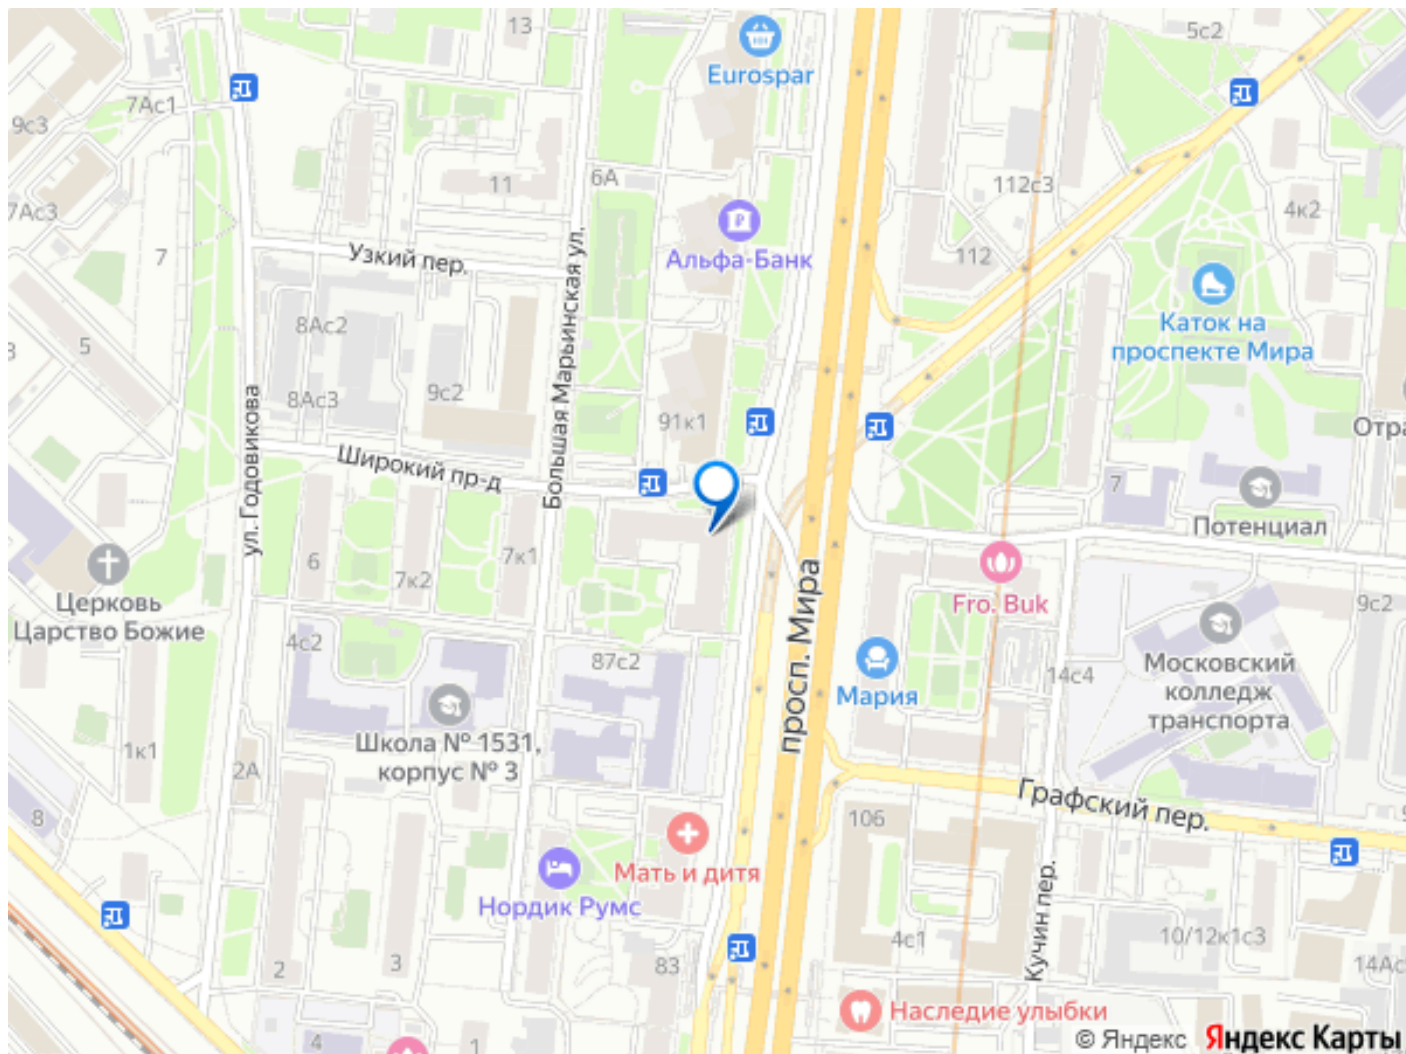 13
5с2
Eurospar
7Ас1
9с3
11
6А
112с3
4к2
7Ас3
7
Узкий пер.
Альфа-Банк
112
Большая Марьинская ул.
8Ас2
5
3
Каток на
проспекте Мира
8Ас3
9с2
91к1
ул. Годовикова
Отра
Широкий пр-д
7
Потенциал
6
7к2
7к1
Церковь
Царство Божие
Fro. Buk
9с2
просп. Мира
4с2
87с2
Мария
14с4
Московский
колледж
транспорта
Школа № 1531,
корпус № 3
1к1
2А
8
Графский пер.
106
9
Мать и дитя
Нордик Румс
Кучин пер.
4с1
10/12к1с3
2
3
83
14Ас
Наследие улыбки
4
1
© Яндекс Яндекс Карты